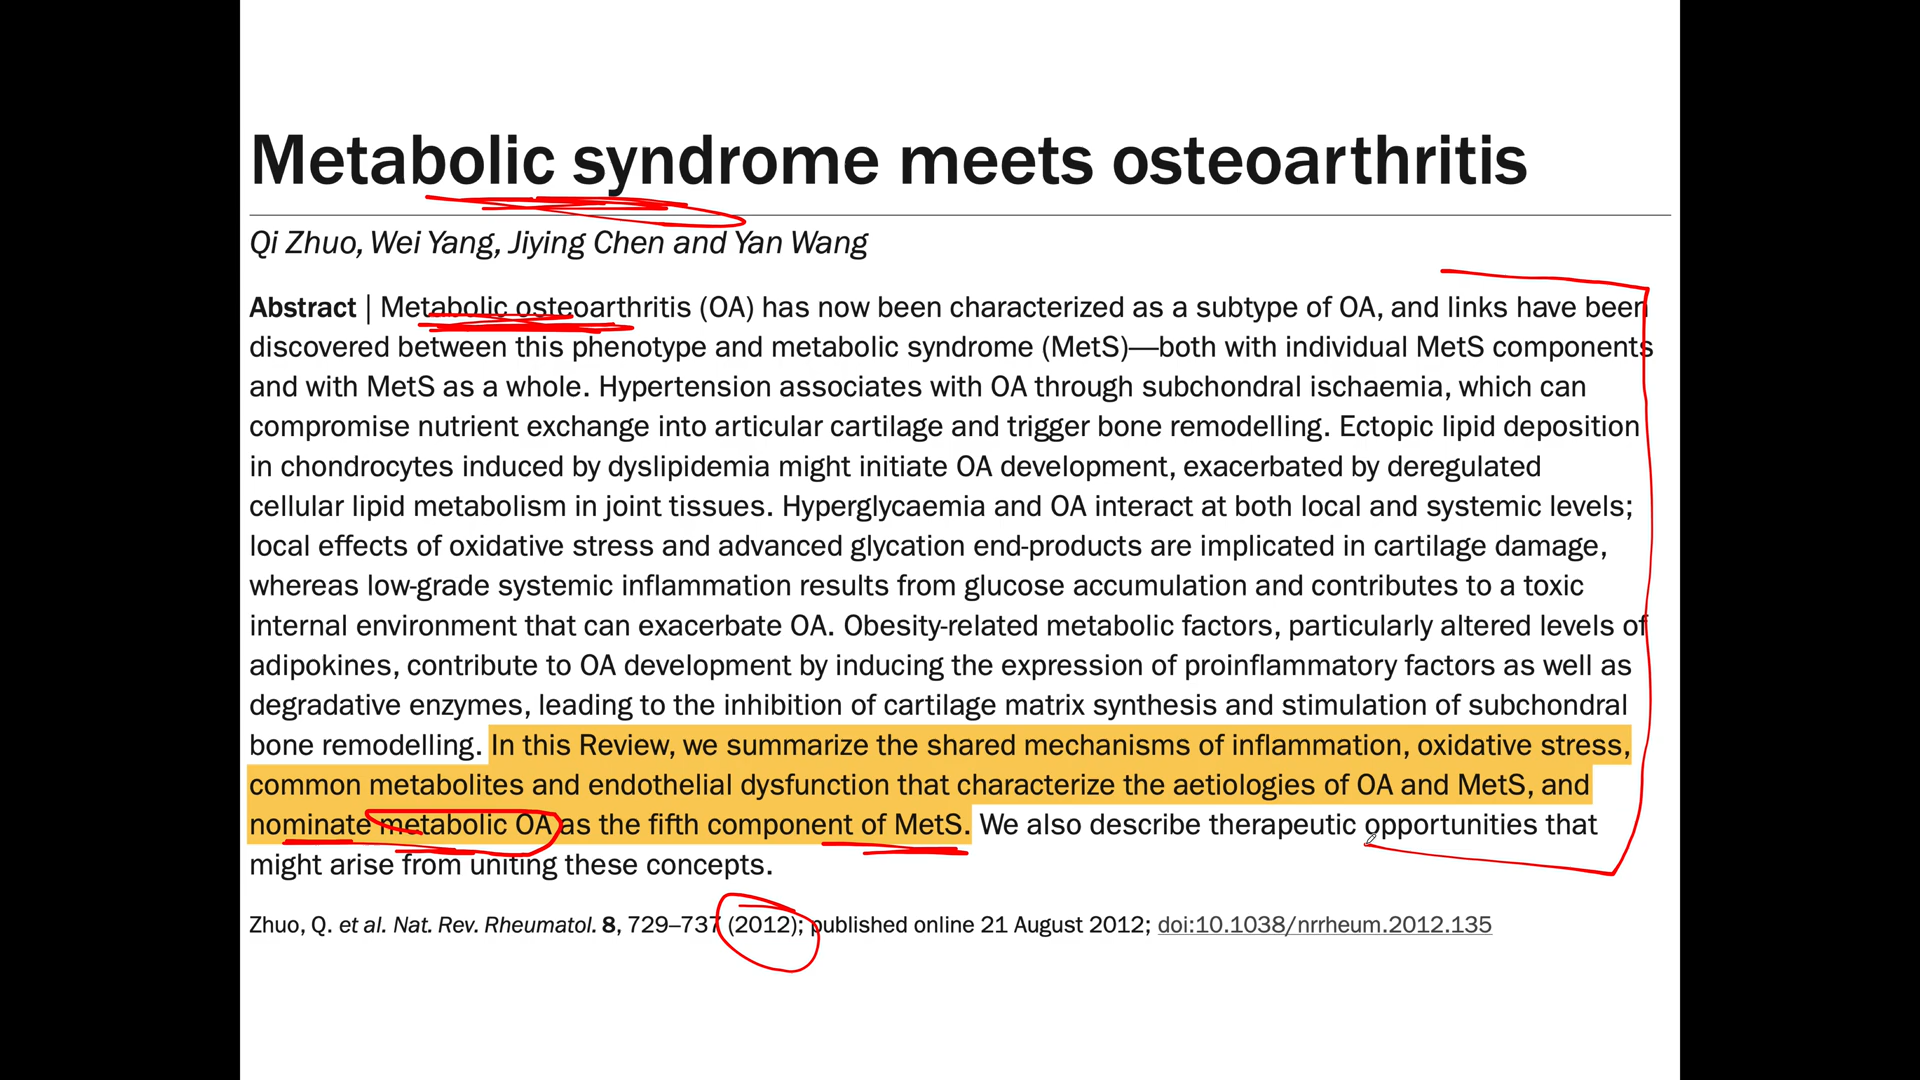 Metabolic syndrome meets osteoarthritis
Qi Zhuo, Wei Yang, Jiying Chen and Yan Wang
Abstract | Metabolic osteoarthritis (OA) has now been characterized as a subtype of OA, and links have been
discovered between this phenotype and metabolic syndrome (MetS)—both with individual MetS components
and with MetS as a whole. Hypertension associates with OA through subchondral ischaemia, which can
compromise nutrient exchange into articular cartilage and trigger bone remodelling. Ectopic lipid deposition
in chondrocytes induced by dyslipidemia might initiate OA development, exacerbated by deregulated
cellular lipid metabolism in joint tissues. Hyperglycaemia and OA interact at both local and systemic levels;
local effects of oxidative stress and advanced glycation end-products are implicated in cartilage damage,
whereas low-grade systemic inflammation results from glucose accumulation and contributes to a toxic
internal environment that can exacerbate OA. Obesity-related metabolic factors, particularly altered levels of
adipokines, contribute to OA development by inducing the expression of proinflammatory factors as well as
degradative enzymes, leading to the inhibition of cartilage matrix synthesis and stimulation of subchondral
bone remodelling. In this Review, we summarize the shared mechanisms of inflammation, oxidative stress,
common metabolites and endothelial dysfunction that characterize the aetiologies of OA and MetS, and
nominate metabolic OA as the fifth component of MetS. We also describe therapeutic opportunities that
might arise from uniting these concepts.
Zhuo, Q. et al. Nat. Rev. Rheumatol. 8, 729–737 (2012); published online 21 August 2012; doi:10.1038/nrrheum.2012.135